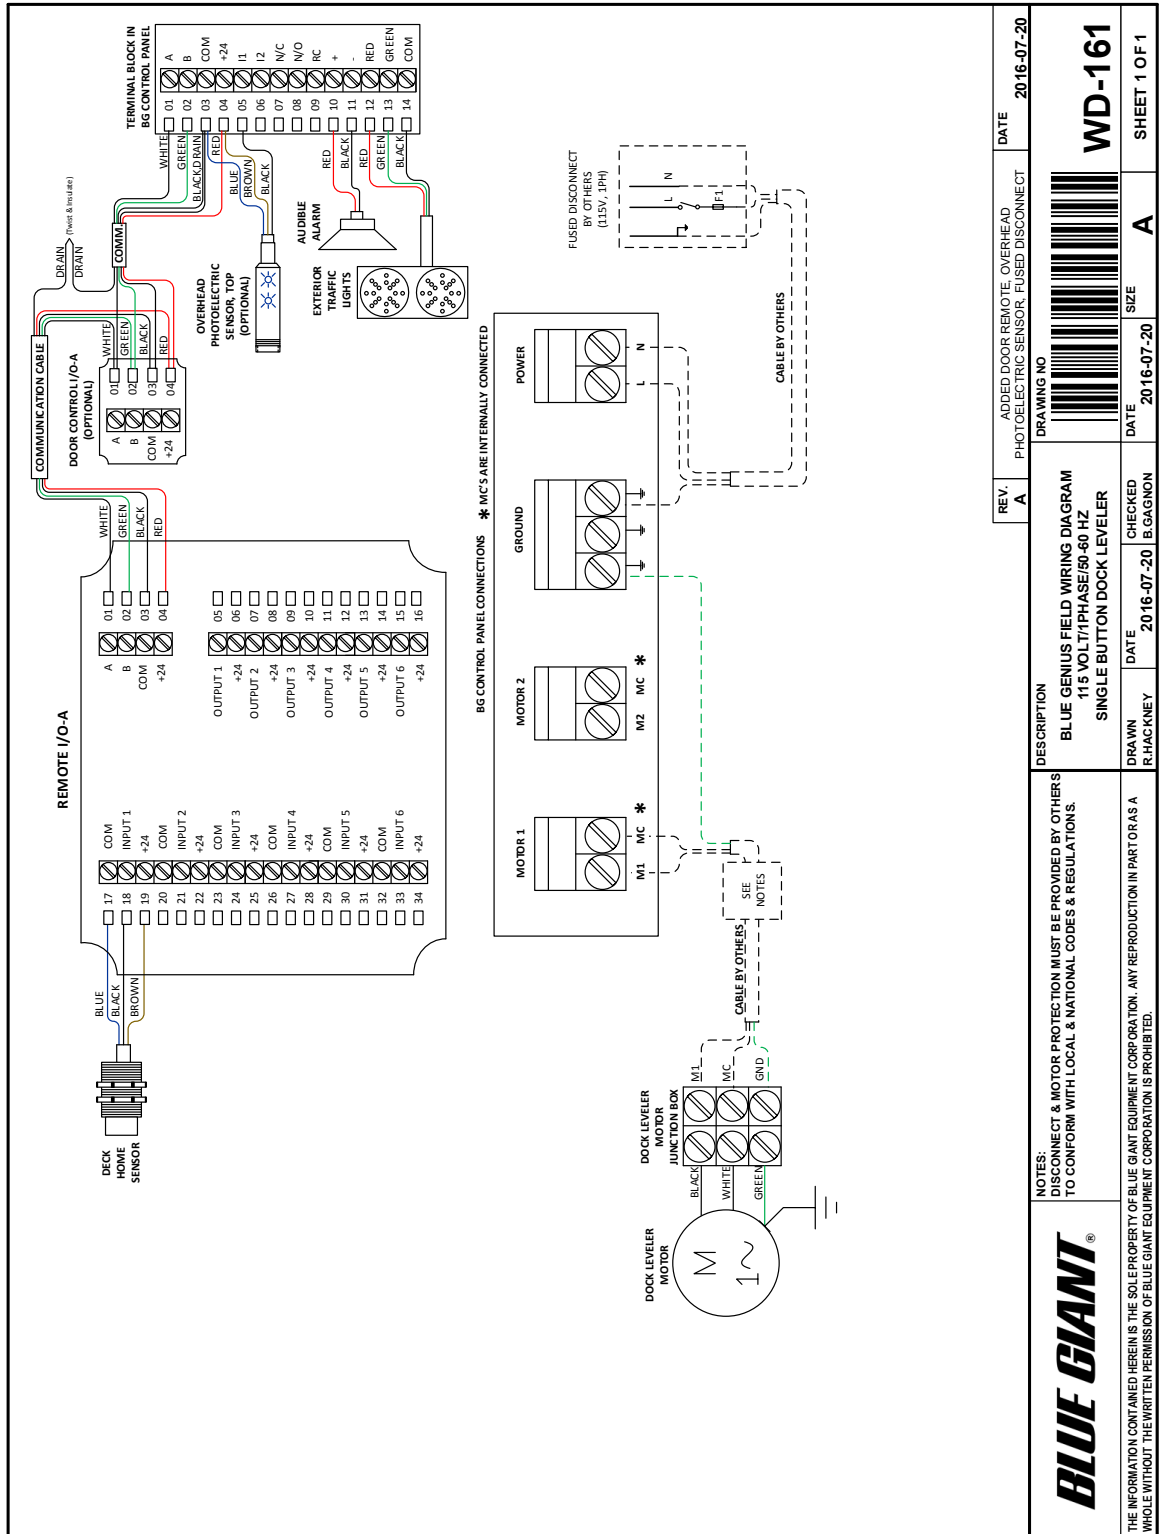 REMOTE I/O-A
A
B
COM
+24
01
02
03
04
WHITE
GREEN
BLACK
RED
OUTPUT 1
+24
OUTPUT 2
+24
OUTPUT 3
+24
OUTPUT 4
+24
OUTPUT 5
+24
OUTPUT 6
+24
05
06
07
08
09
10
11
12
13
14
15
16
COM
INPUT 1
+24
COM
INPUT 2
+24
COM
INPUT 3
+24
COM
INPUT 4
+24
COM
INPUT 5
+24
COM
INPUT 6
+24
17
18
19
20
21
22
23
24
25
26
27
28
29
30
31
32
33
34
BLUE
BLACK
BROWN
DECK
HOME
SENSOR
COMMUNICATION CABLE
DRAIN
DRAIN
(Twist & Insulate)
COMM.
DOOR CONTROL I/O-A
(OPTIONAL)
A
B
COM
+24
01
02
03
04
WHITE
GREEN
BLACK
RED
TERMINAL BLOCK IN
BG CONTROL PANEL
A
B
COM
+24
I1
I2
N/C
N/O
RC
+
-
RED
GREEN
COM
01
02
03
04
05
06
07
08
09
10
11
12
13
14
WHITE
GREEN
BLACK,DRAIN
RED
BLUE
BROWN
BLACK
RED
BLACK
RED
GREEN
BLACK
OVERHEAD
PHOTOELECTRIC
SENSOR, TOP
(OPTIONAL)
AUDIBLE
ALARM
EXTERIOR
TRAFFIC
LIGHTS
BG CONTROL PANEL CONNECTIONS
* MC'S ARE INTERNALLY CONNECTED
MOTOR 1
M1
MC
*
MOTOR 2
M2
MC
*
GROUND
POWER
L
N
FUSED DISCONNECT
BY OTHERS
(115V, 1PH)
L
N
F1
CABLE BY OTHERS
SEE
NOTES
CABLE BY OTHERS
DOCK LEVELER
MOTOR
JUNCTION BOX
M1
MC
GND
BLACK
WHITE
GREEN
DOCK LEVELER
MOTOR
M
1~
REV.
A
ADDED DOOR REMOTE, OVERHEAD
PHOTOELECTRIC SENSOR, FUSED DISCONNECT
DATE
2016-07-20
BLUE GIANT®
NOTES:
DISCONNECT & MOTOR PROTECTION MUST BE PROVIDED BY OTHERS
TO CONFORM WITH LOCAL & NATIONAL CODES & REGULATIONS.
DESCRIPTION
BLUE GENIUS FIELD WIRING DIAGRAM
115 VOLT/1PHASE/50-60 HZ
SINGLE BUTTON DOCK LEVELER
DRAWING NO
WD-161
THE INFORMATION CONTAINED HEREIN IS THE SOLE PROPERTY OF BLUE GIANT EQUIPMENT CORPORATION. ANY REPRODUCTION IN PART OR AS A
WHOLE WITHOUT THE WRITTEN PERMISSION OF BLUE GIANT EQUIPMENT CORPORATION IS PROHIBITED.
DRAWN
R.HACKNEY
DATE
2016-07-20
CHECKED
B.GAGNON
DATE
2016-07-20
SIZE
A
SHEET 1 OF 1